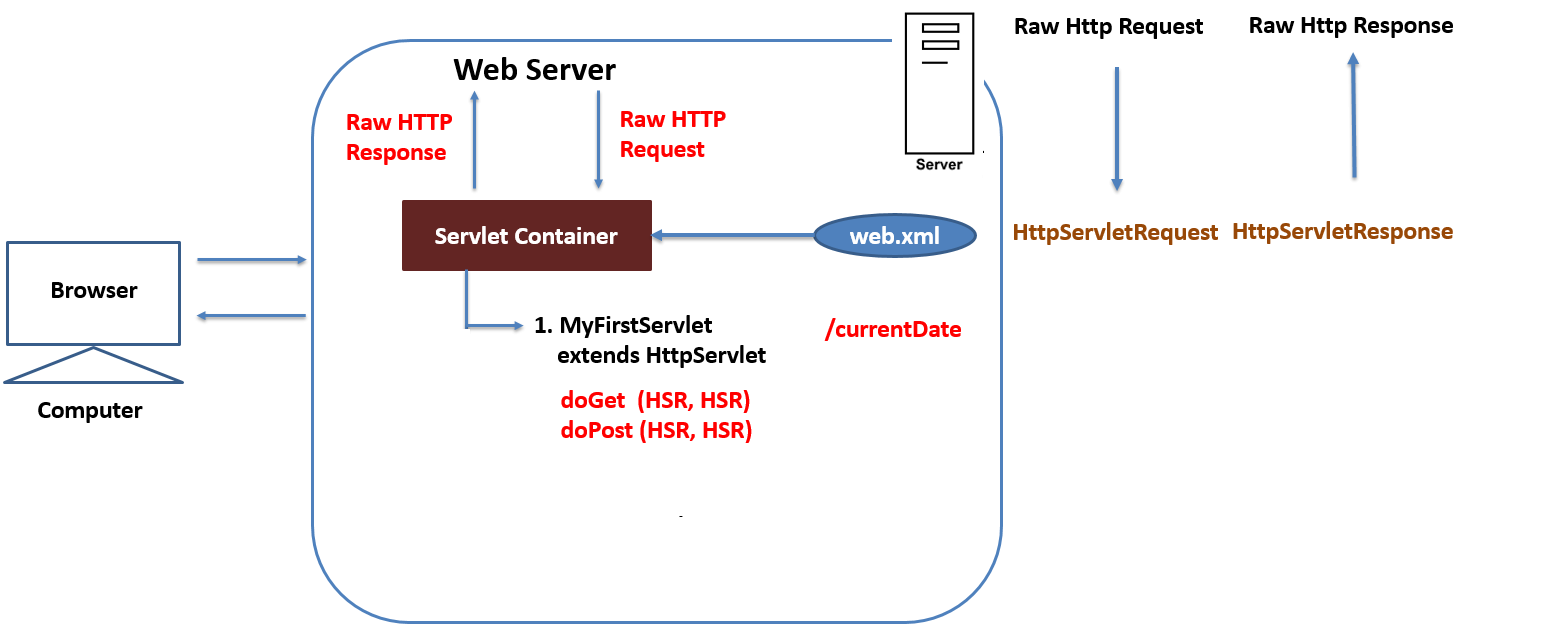 Web Server
Raw HTTP
Response
Raw HTTP
Request
Server
Raw Http Request
Raw Http Response
Servlet Container
web.xml
HttpServletRequest
HttpServletResponse
Browser
Computer
1. MyFirstServlet
extends HttpServlet
/currentDate
doGet (HSR, HSR)
doPost (HSR, HSR)